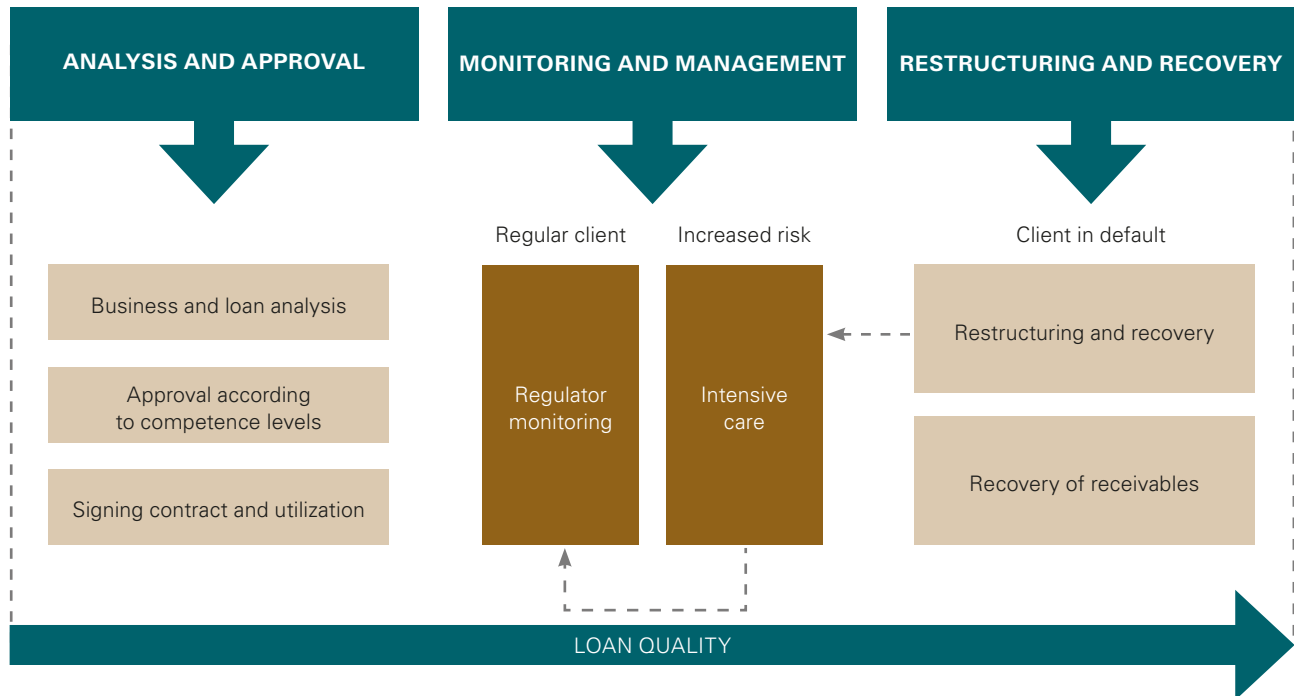 ANALYSIS AND APPROVAL
MONITORING AND MANAGEMENT
RESTRUCTURING AND RECOVERY
Regular client
Increased risk
Client in default
Business and loan analysis
Approval according
to competence levels
Signing contract and utilization
Regulator
monitoring
Intensive
care
Restructuring and recovery
Recovery of receivables
LOAN QUALITY